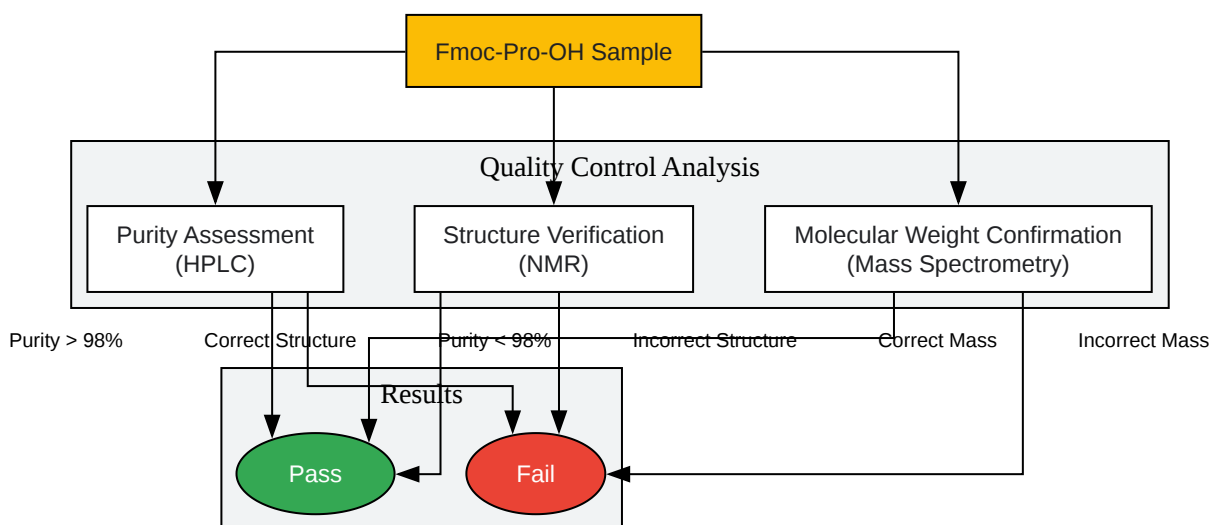 Fmoc-Pro-OH Sample
Quality Control Analysis
Purity Assessment
(HPLC)
Structure Verification
(NMR)
Molecular Weight Confirmation
(Mass Spectrometry)
Purity > 98%
Correct Structure
Purity < 98%
Incorrect Structure
Correct Mass
Incorrect Mass
Results
Pass
Fail